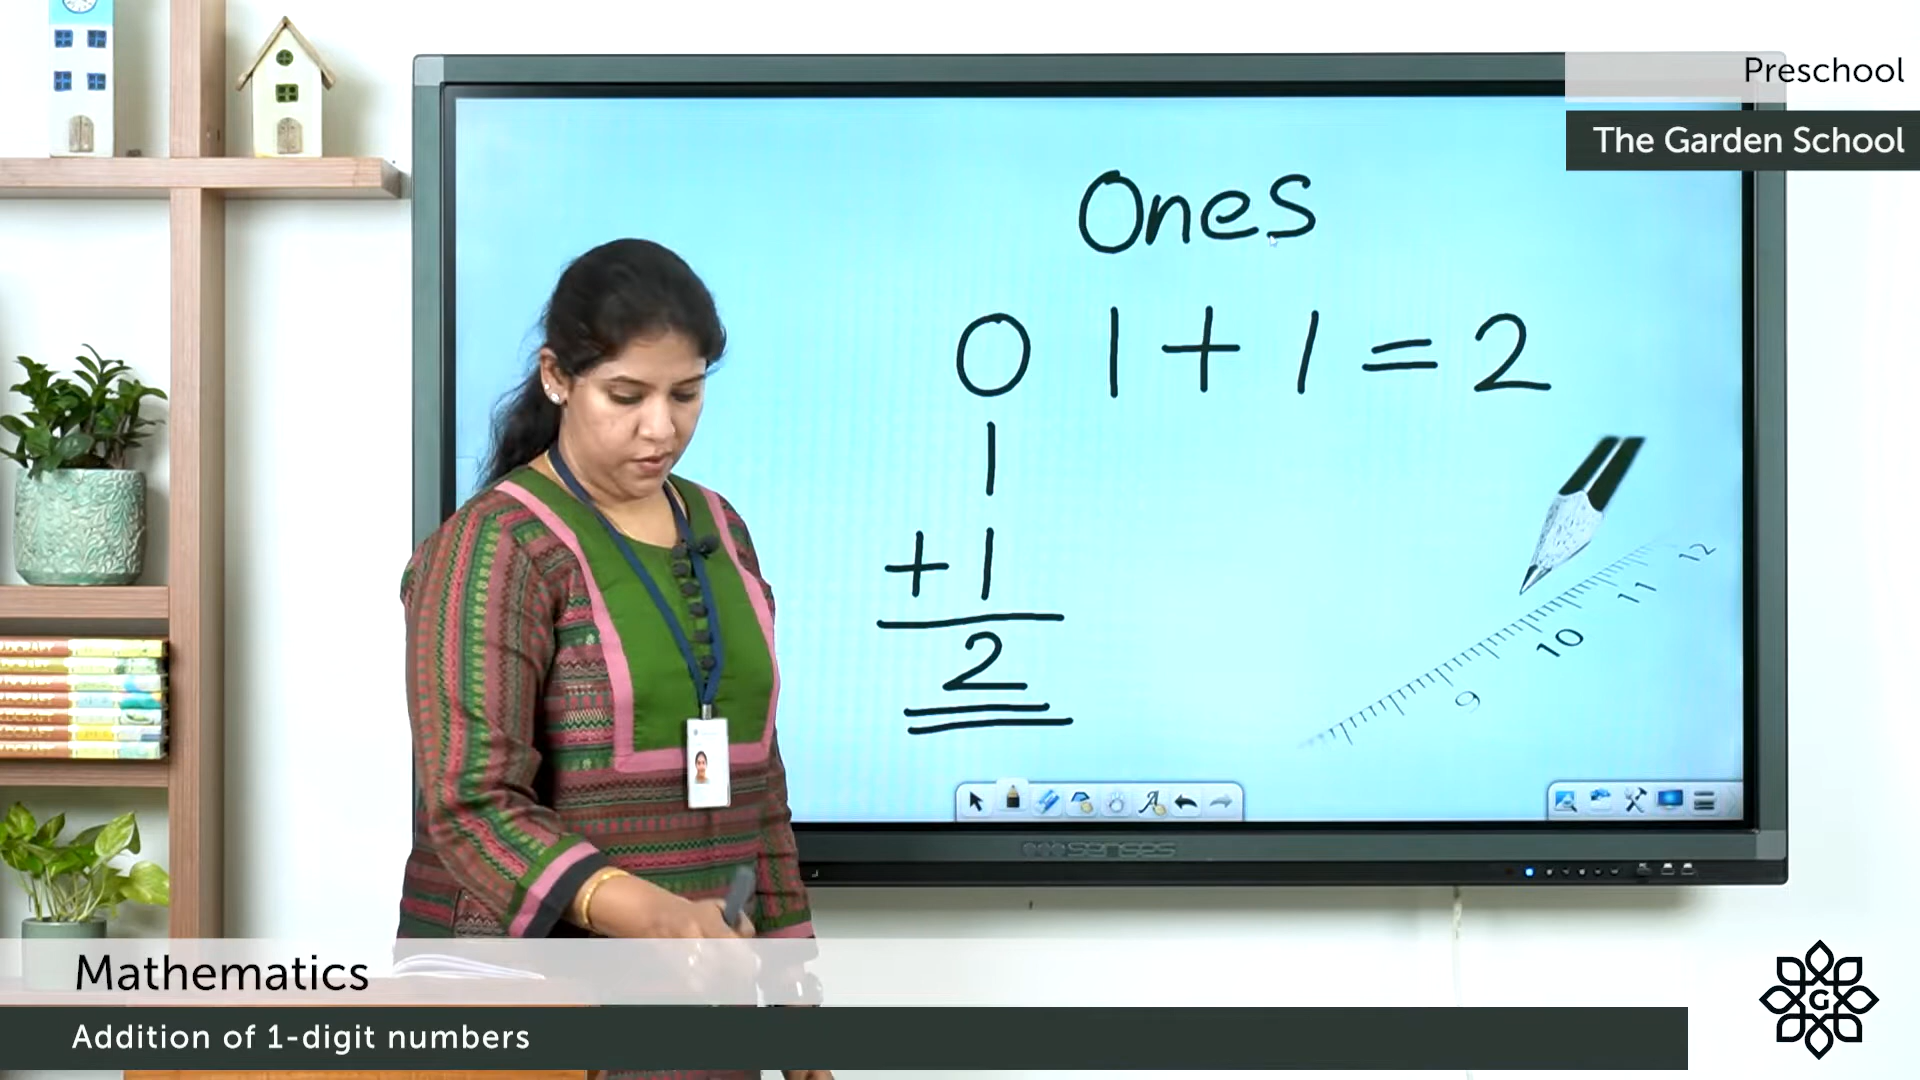 Preschool
The Garden School
Ones
0 1 + 1 = 2
1
+ 1
2
9 10 11 12
Mathematics
Addition of 1-digit numbers
G